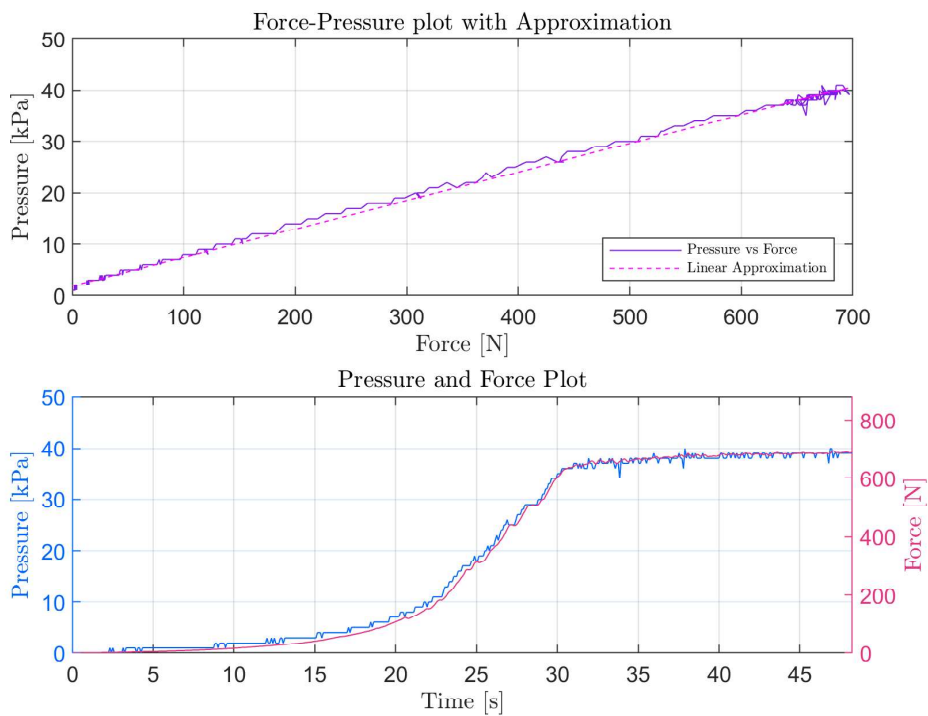 Force-Pressure plot with Approximation
50
40
30
20
10
0
Pressure [kPa]
Pressure vs Force
Linear Approximation
0 100 200 300 400 500 600 700
Force [N]
Pressure and Force Plot
50
40
30
20
10
0
Pressure [kPa]
800
600
400
200
0
Force [N]
0 5 10 15 20 25 30 35 40 45
Time [s]